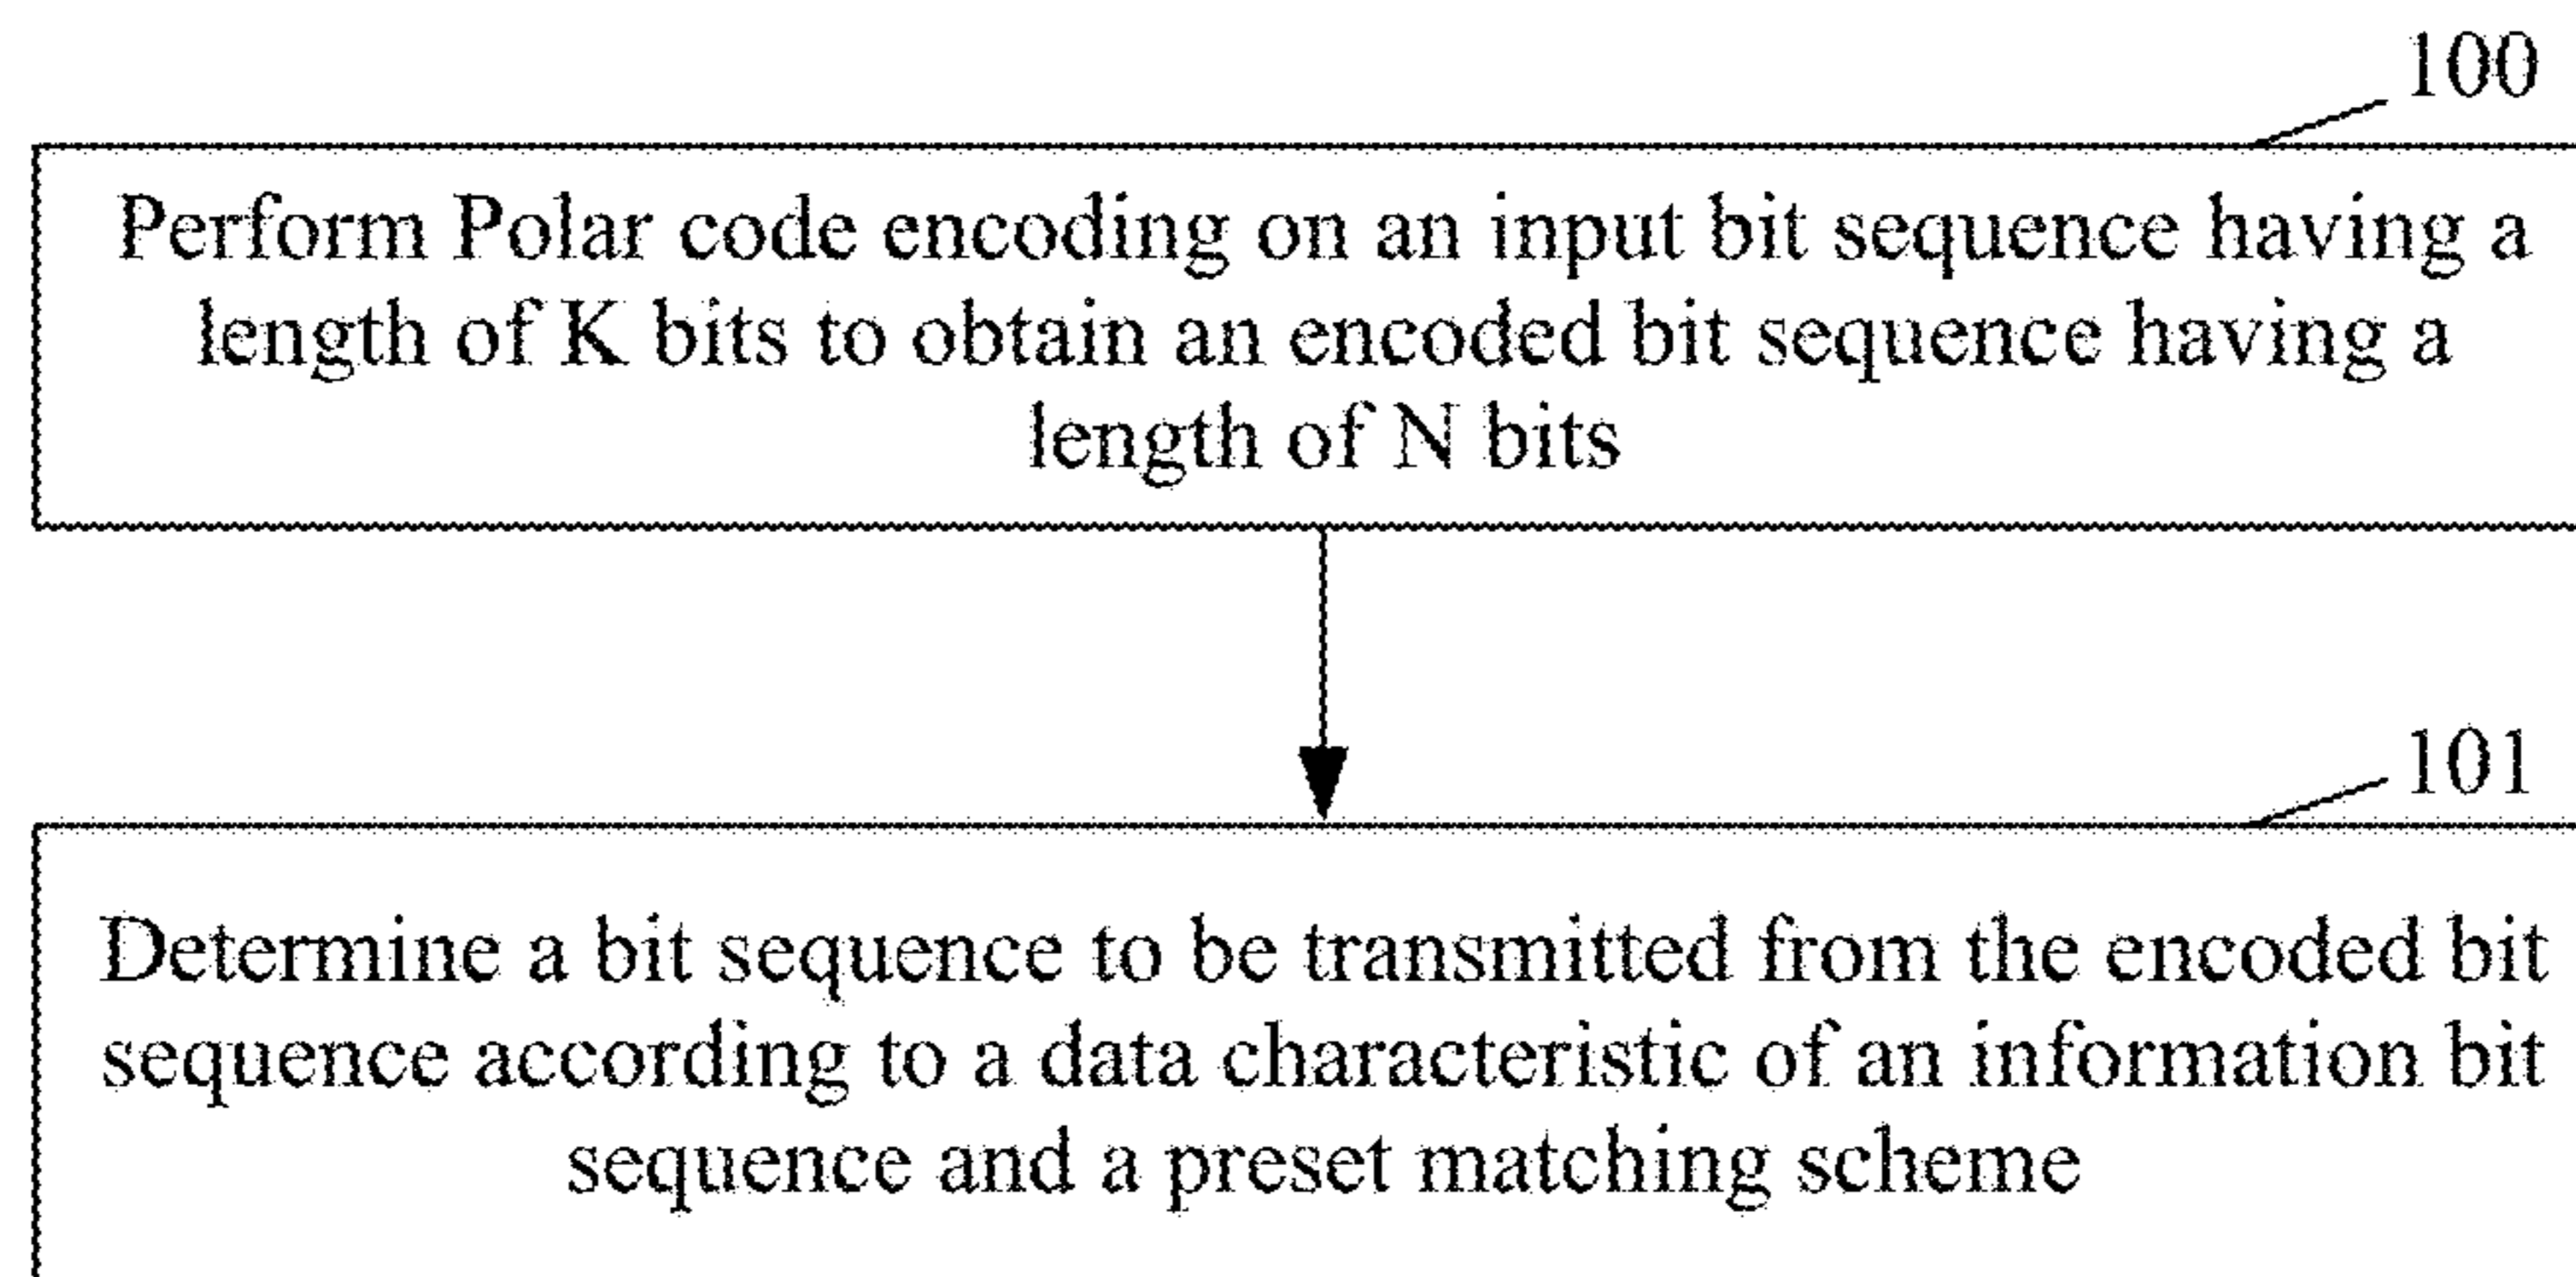 100
Perform Polar code encoding on an input bit sequence having a
length of K bits to obtain an encoded bit sequence having a
length of N bits
101
Determine a bit sequence to be transmitted from the encoded bit
sequence according to a data characteristic of an information bit
sequence and a preset matching scheme